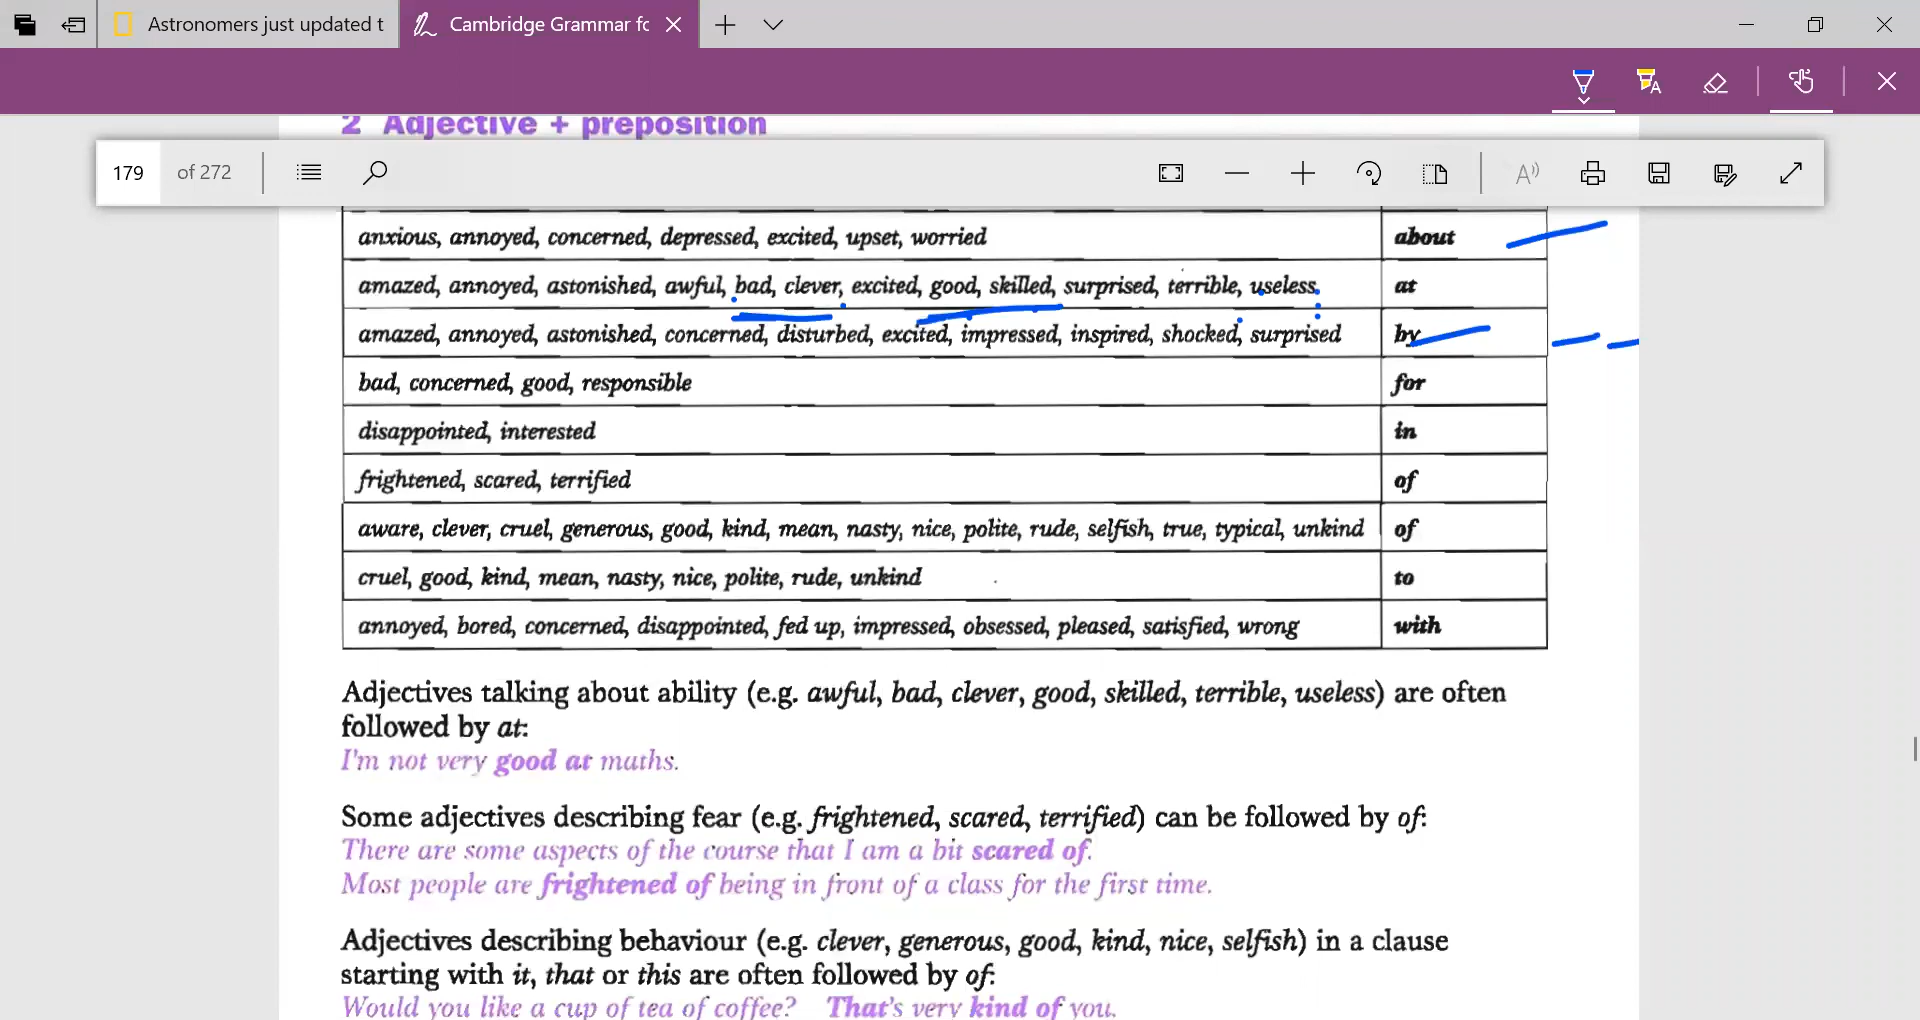 Astronomers just updated t
Cambridge Grammar fo
2 Adjective + preposition
179 of 272
anxious, annoyed, concerned, depressed, excited, upset, worried about
amazed, annoyed, astonished, awful, bad, clever, excited, good, skilled, surprised, terrible, useless at
amazed, annoyed, astonished, concerned, disturbed, excited, impressed, inspired, shocked, surprised by
bad, concerned, good, responsible for
disappointed, interested in
frightened, scared, terrified of
aware, clever, cruel, generous, good, kind, mean, nasty, nice, polite, rude, selfish, true, typical, unkind of
cruel, good, kind, mean, nasty, nice, polite, rude, unkind to
annoyed, bored, concerned, disappointed, fed up, impressed, obsessed, pleased, satisfied, wrong with
Adjectives talking about ability (e.g. awful, bad, clever, good, skilled, terrible, useless) are often
followed by at:
I'm not very good at maths.
Some adjectives describing fear (e.g. frightened, scared, terrified) can be followed by of:
There are some aspects of the course that I am a bit scared of.
Most people are frightened of being in front of a class for the first time.
Adjectives describing behaviour (e.g. clever, generous, good, kind, nice, selfish) in a clause
starting with it, that or this are often followed by of:
Would you like a cup of tea of coffee? That's very kind of you.